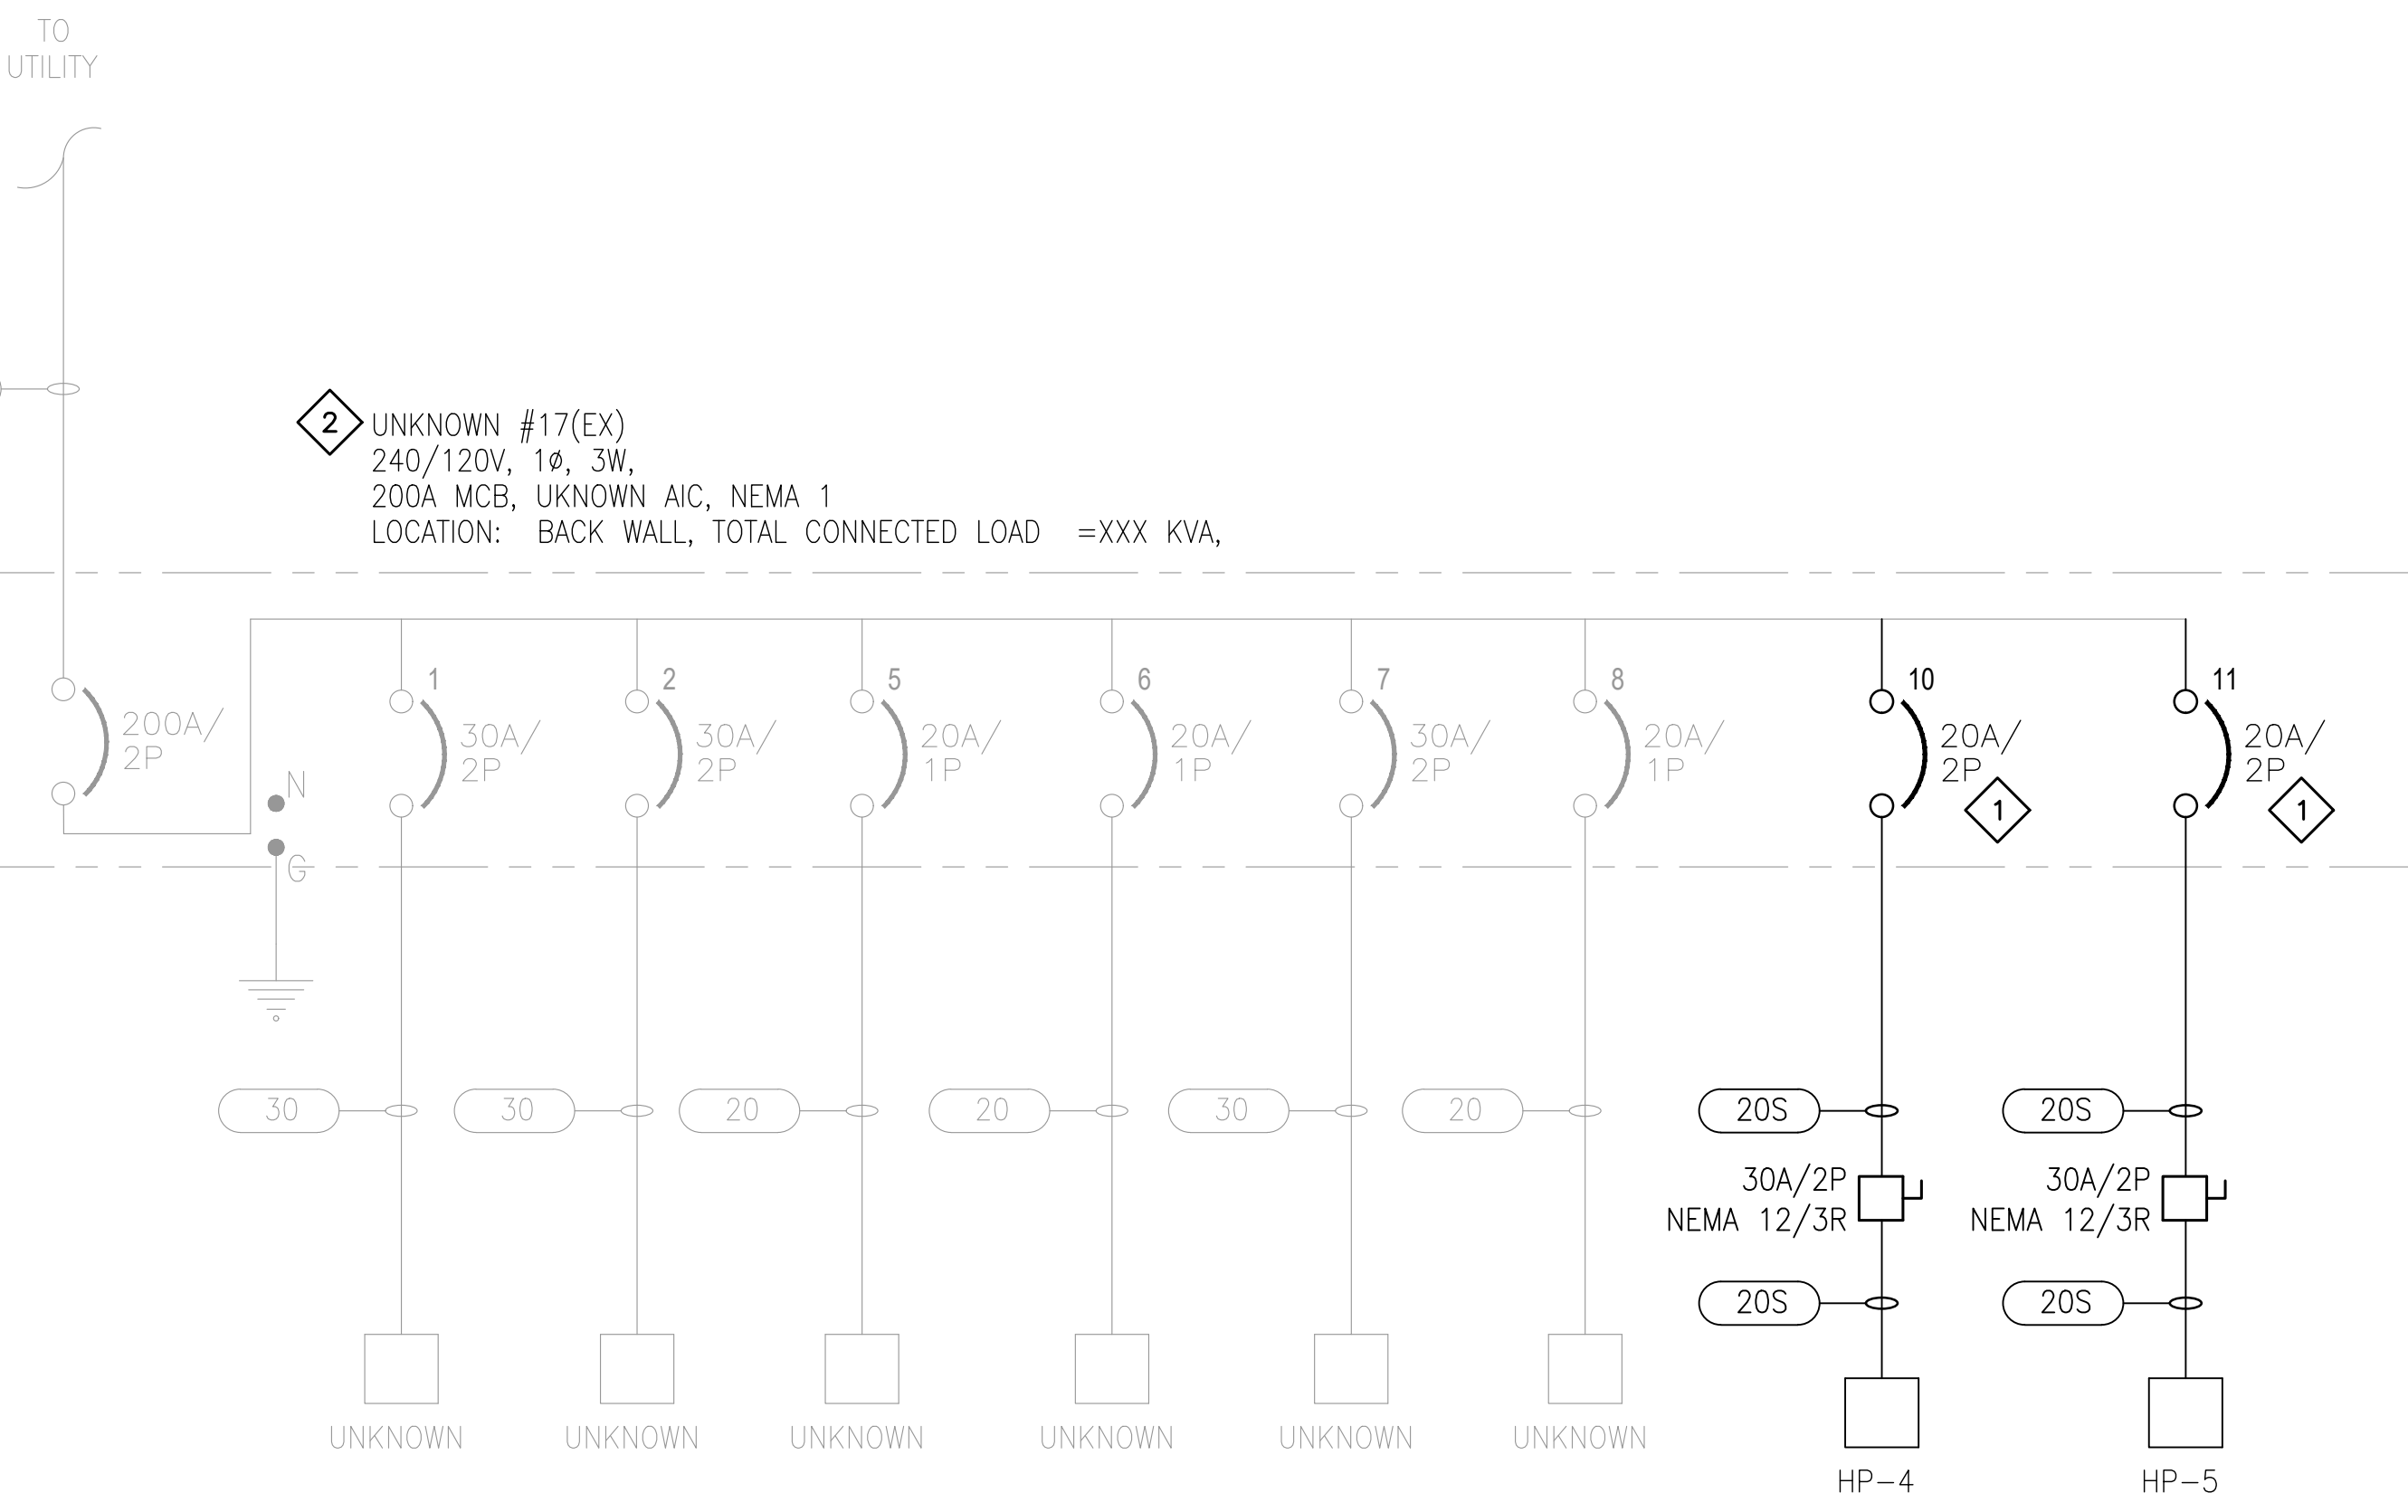 TO
UTILITY
2
UNKNOWN #17(EX)
240/120V, 1ø, 3W,
200A MCB, UKNOWN AIC, NEMA 1
LOCATION: BACK WALL, TOTAL CONNECTED LOAD =XXX KVA,
200A/
2P
N
G
1
30A/
2P
2
30A/
2P
5
20A/
1P
6
20A/
1P
7
30A/
2P
8
20A/
1P
10
20A/
2P
1
11
20A/
2P
1
30
30
20
20
30
20
20S
20S
30A/2P
NEMA 12/3R
30A/2P
NEMA 12/3R
20S
20S
UNKNOWN
UNKNOWN
UNKNOWN
UNKNOWN
UNKNOWN
UNKNOWN
HP-4
HP-5